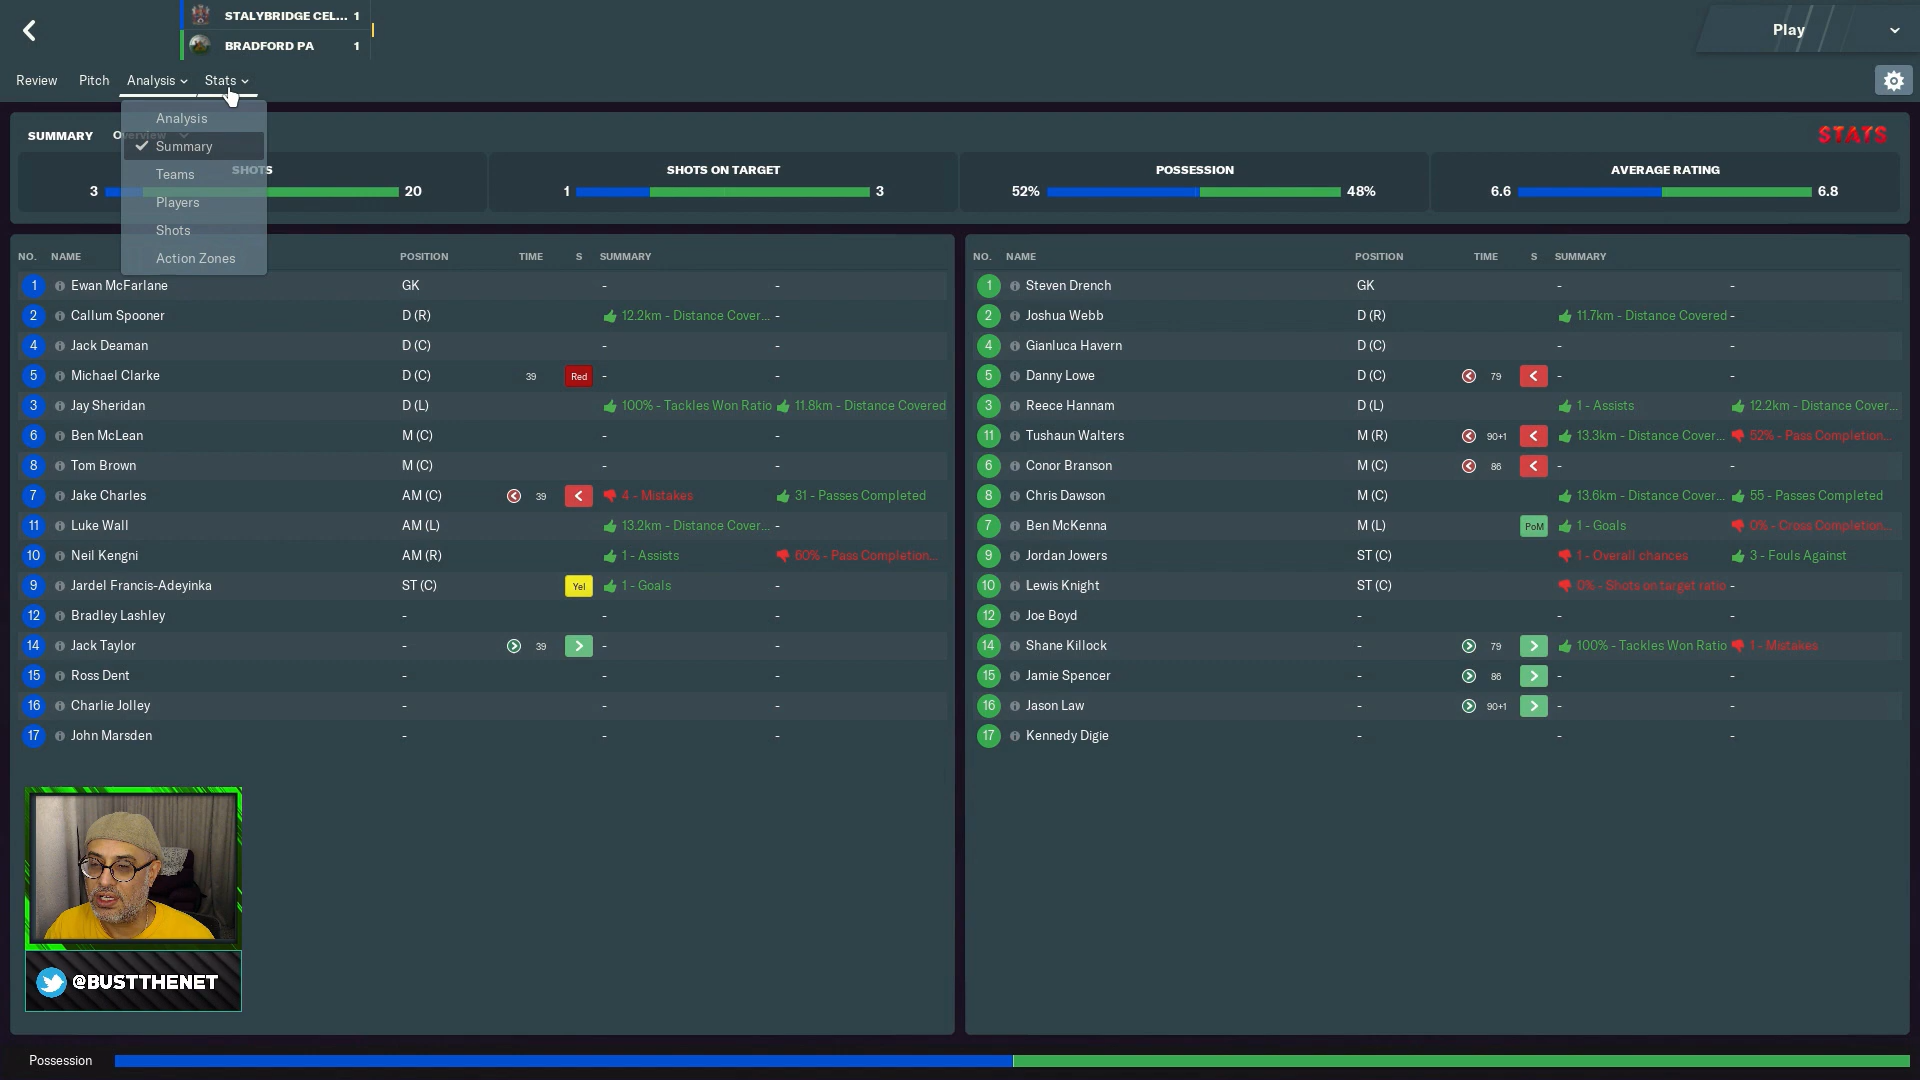 STALYBRIDGE CEL... 1
BRADFORD PA 1
Play
Review Pitch Analysis Stats
Analysis
Summary
Teams
Players
Shots
Action Zones
SUMMARY Overview
STATS
SHOTS
3 20
SHOTS ON TARGET
1 3
POSSESSION
52% 48%
AVERAGE RATING
6.6 6.8
NO. NAME POSITION TIME S SUMMARY
1 Ewan McFarlane GK - -
2 Callum Spooner D (R) 12.2km - Distance Cover... -
4 Jack Deaman D (C) - -
5 Michael Clarke D (C) 39 Red - -
3 Jay Sheridan D (L) 100% - Tackles Won Ratio 11.8km - Distance Covered
6 Ben McLean M (C) - -
8 Tom Brown M (C) - -
7 Jake Charles AM (C) 39 4 - Mistakes 31 - Passes Completed
11 Luke Wall AM (L) 13.2km - Distance Cover... -
10 Neil Kengni AM (R) 1 - Assists 60% - Pass Completion...
9 Jardel Francis-Adeyinka ST (C) Yel 1 - Goals -
12 Bradley Lashley - - -
14 Jack Taylor - 39 - -
15 Ross Dent - - -
16 Charlie Jolley - - -
17 John Marsden - - -
NO. NAME POSITION TIME S SUMMARY
1 Steven Drench GK - -
2 Joshua Webb D (R) 11.7km - Distance Covered -
4 Gianluca Havern D (C) - -
5 Danny Lowe D (C) 79 - -
3 Reece Hannam D (L) 1 - Assists 12.2km - Distance Cover...
11 Tushaun Walters M (R) 90+1 13.3km - Distance Cover... 52% - Pass Completion...
6 Conor Branson M (C) 86 - -
8 Chris Dawson M (C) 13.6km - Distance Cover... 55 - Passes Completed
7 Ben McKenna M (L) PoM 1 - Goals 0% - Cross Completion...
9 Jordan Jowers ST (C) 1 - Overall chances 3 - Fouls Against
10 Lewis Knight ST (C) 0% - Shots on target ratio -
12 Joe Boyd - - -
14 Shane Killock - 79 100% - Tackles Won Ratio 1 - Mistakes
15 Jamie Spencer - 86 - -
16 Jason Law - 90+1 - -
17 Kennedy Digie - - -
@BUSTTHENET
Possession